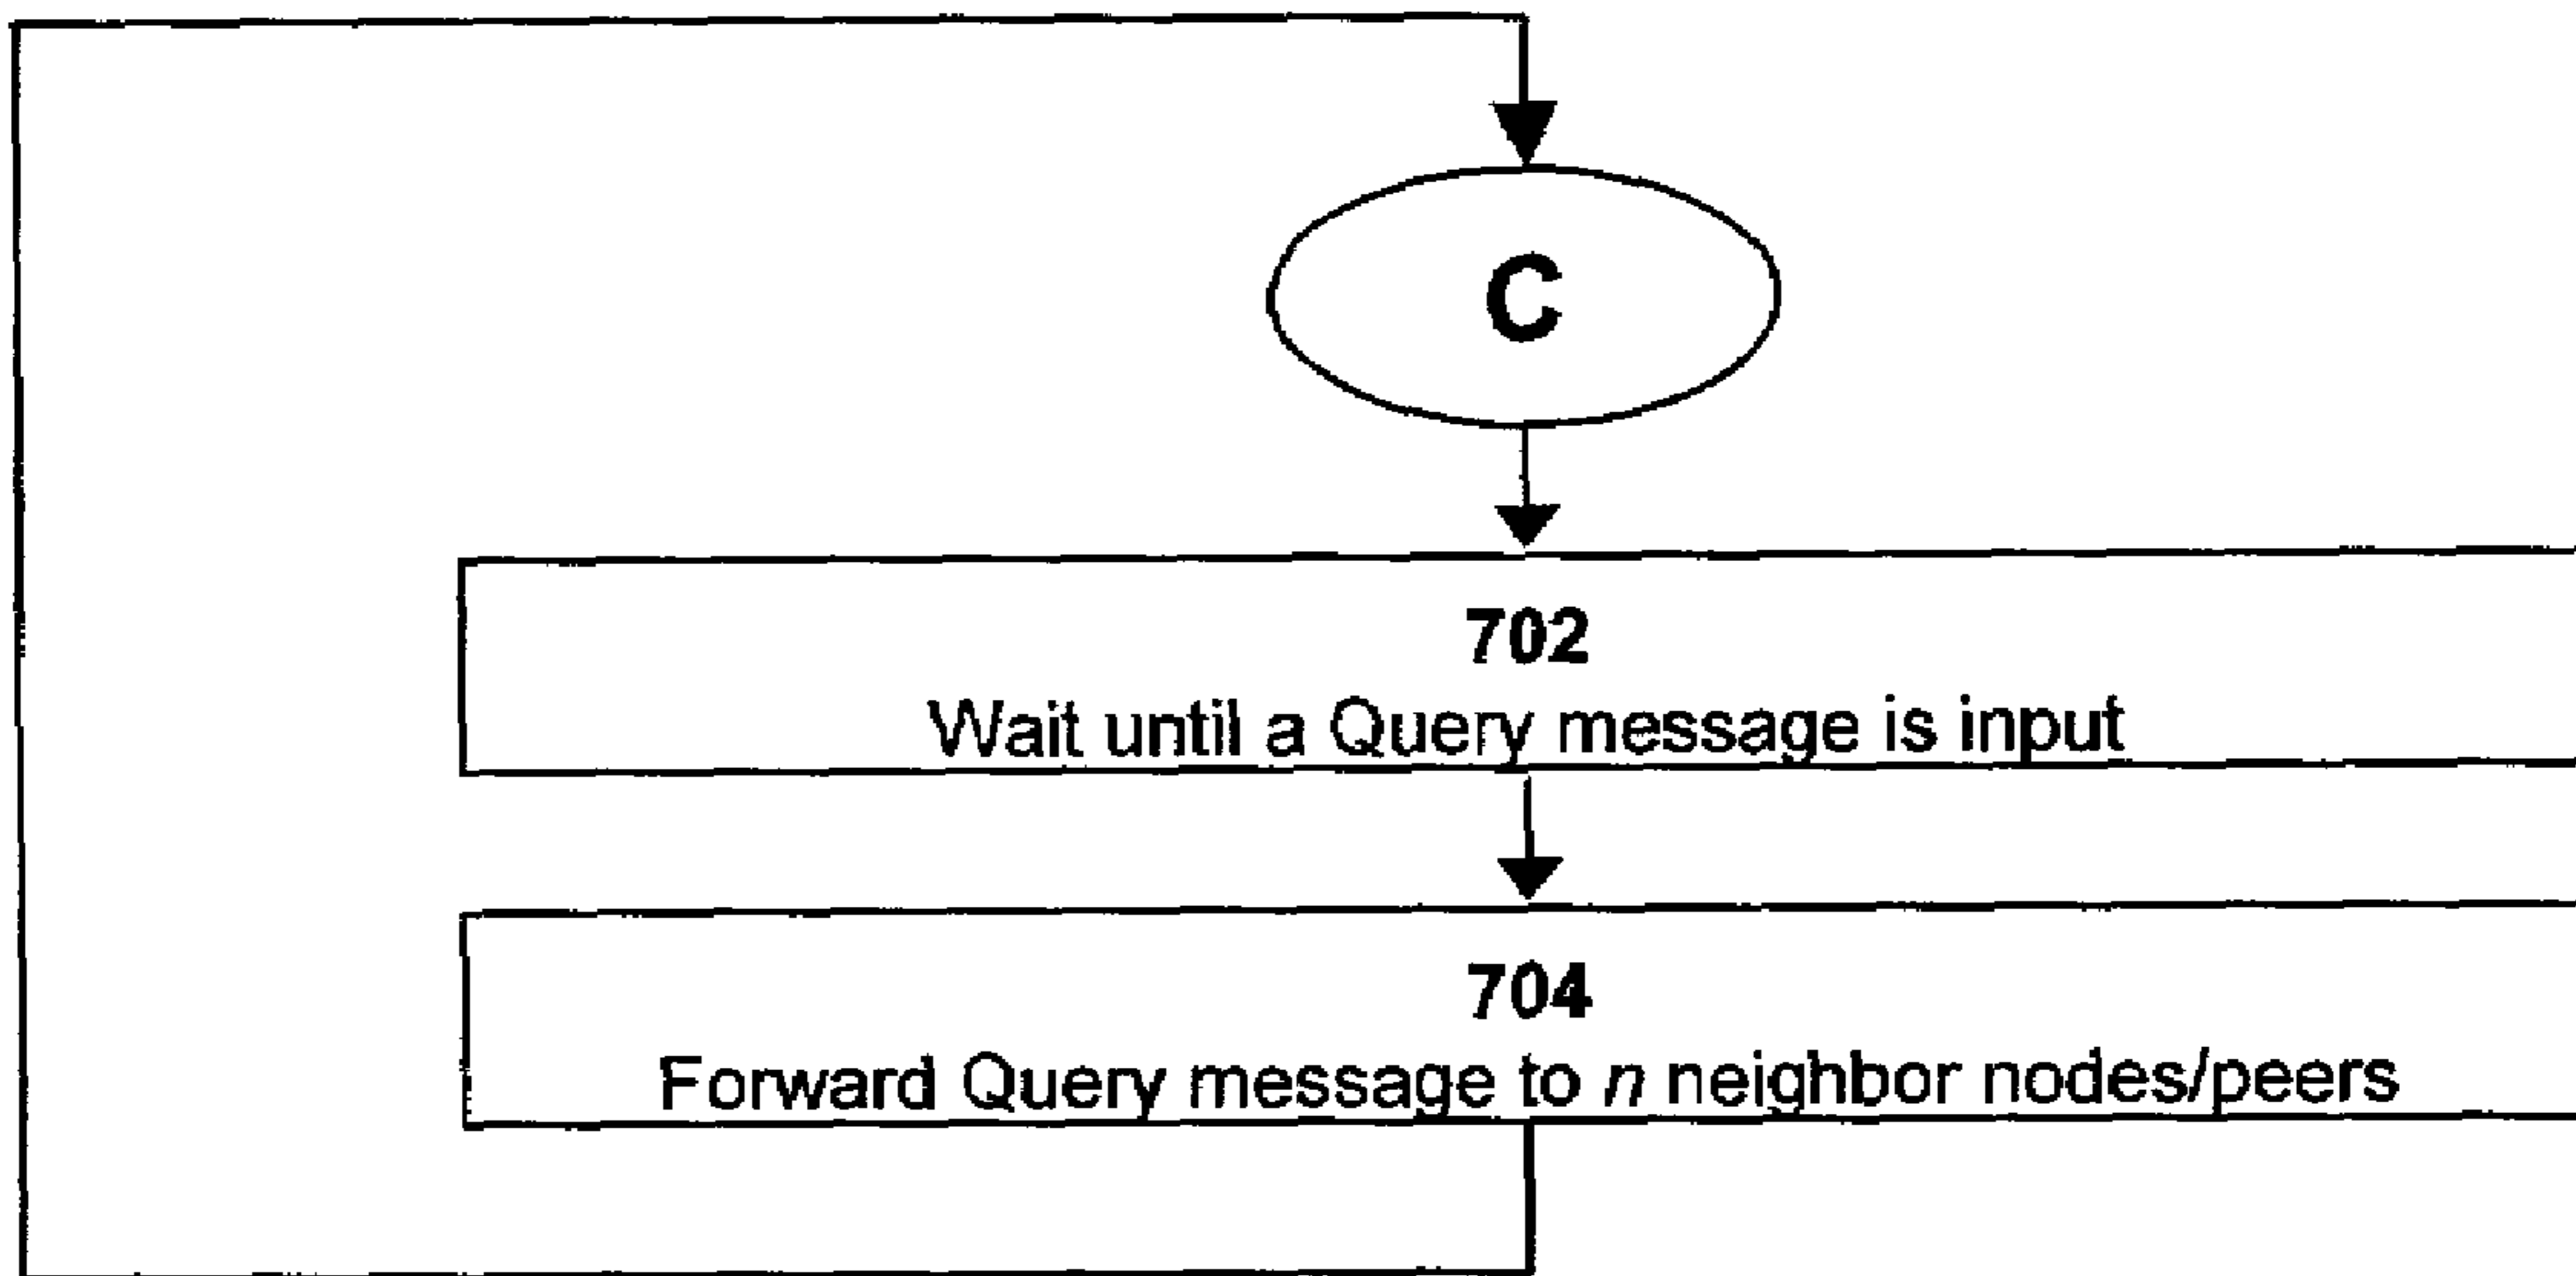 C
702
Wait until a Query message is input
704
Forward Query message to n neighbor nodes/peers